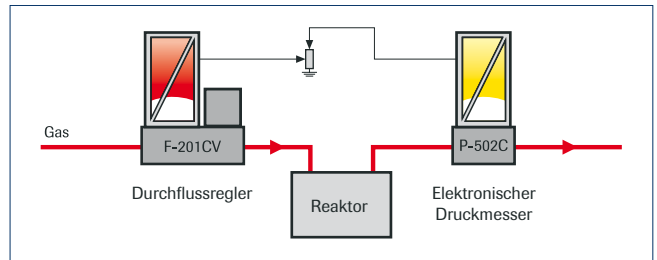 Gas
F-201CV
P-502C
Durchflussregler
Reaktor
Elektronischer
Druckmesser